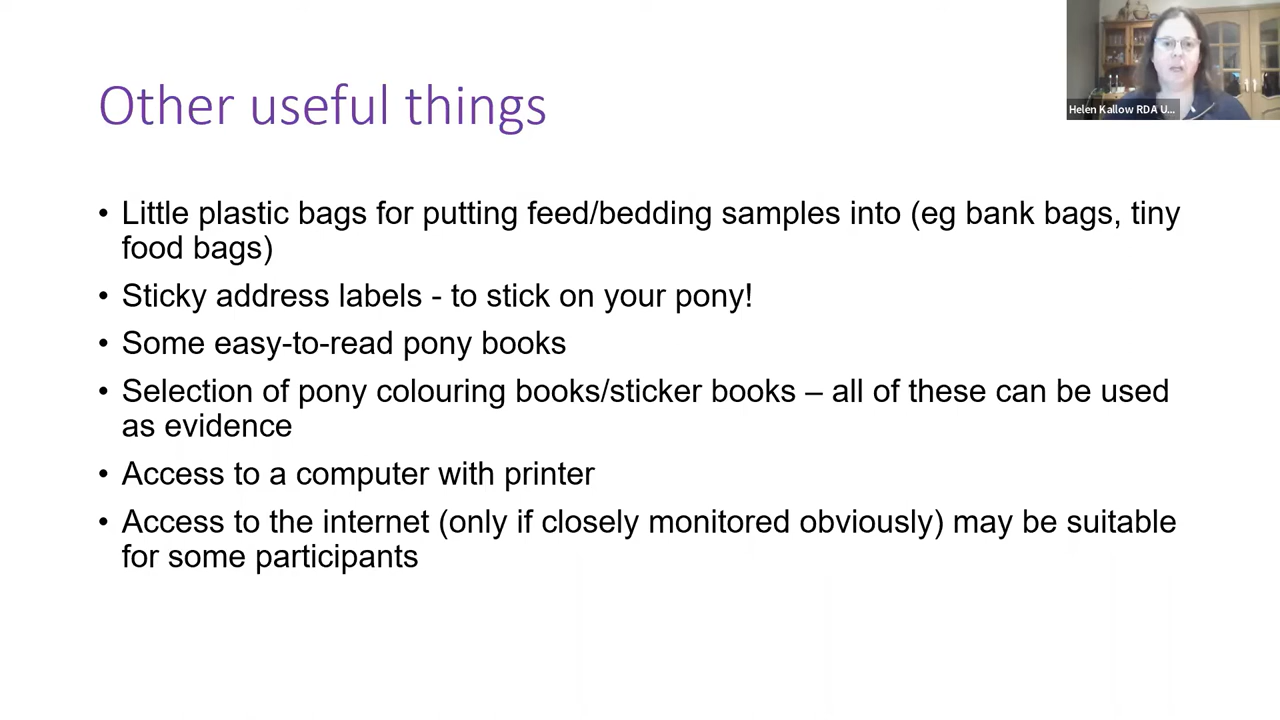 Helen Kallow RDA U...
Other useful things
• Little plastic bags for putting feed/bedding samples into (eg bank bags, tiny
food bags)
• Sticky address labels - to stick on your pony!
• Some easy-to-read pony books
• Selection of pony colouring books/sticker books – all of these can be used
as evidence
• Access to a computer with printer
• Access to the internet (only if closely monitored obviously) may be suitable
for some participants